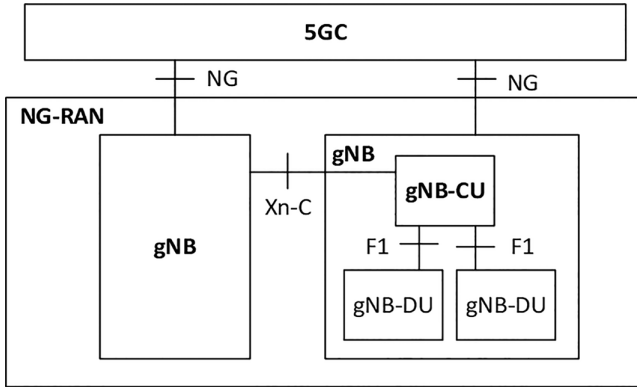 5GC
NG
NG
NG-RAN
gNB
Xn-C
gNB
gNB-CU
F1
F1
gNB-DU
gNB-DU